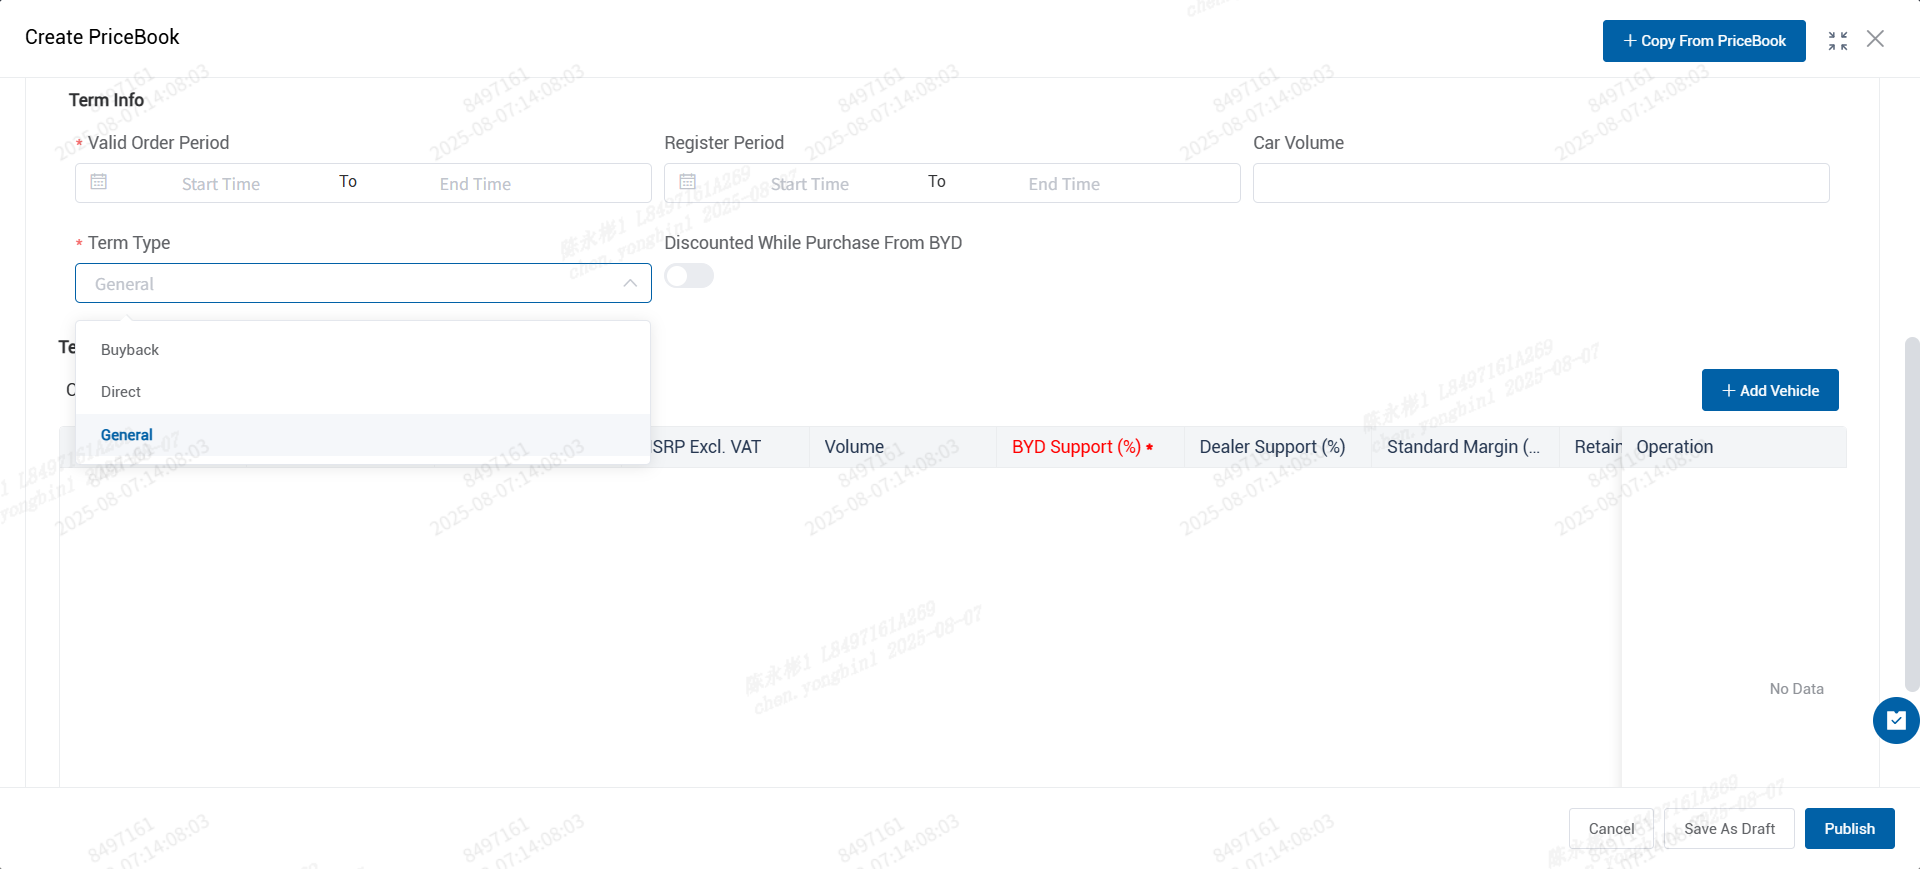 Create PriceBook
Copy From PriceBook
Term Info
* Valid Order Period
Register Period
Car Volume
Start Time To End Time
Start Time To End Time
* Term Type
Discounted While Purchase From BYD
General
Buyback
Direct
General
Te
Add Vehicle
SRP Excl. VAT
Volume
BYD Support (%) *
Dealer Support (%)
Standard Margin (...
Retain
Operation
No Data
Cancel
Save As Draft
Publish
8497161
2025-08-07:14:08:03
陈永彬1 L8497161A269
chen.yongbin1 2025-08-07